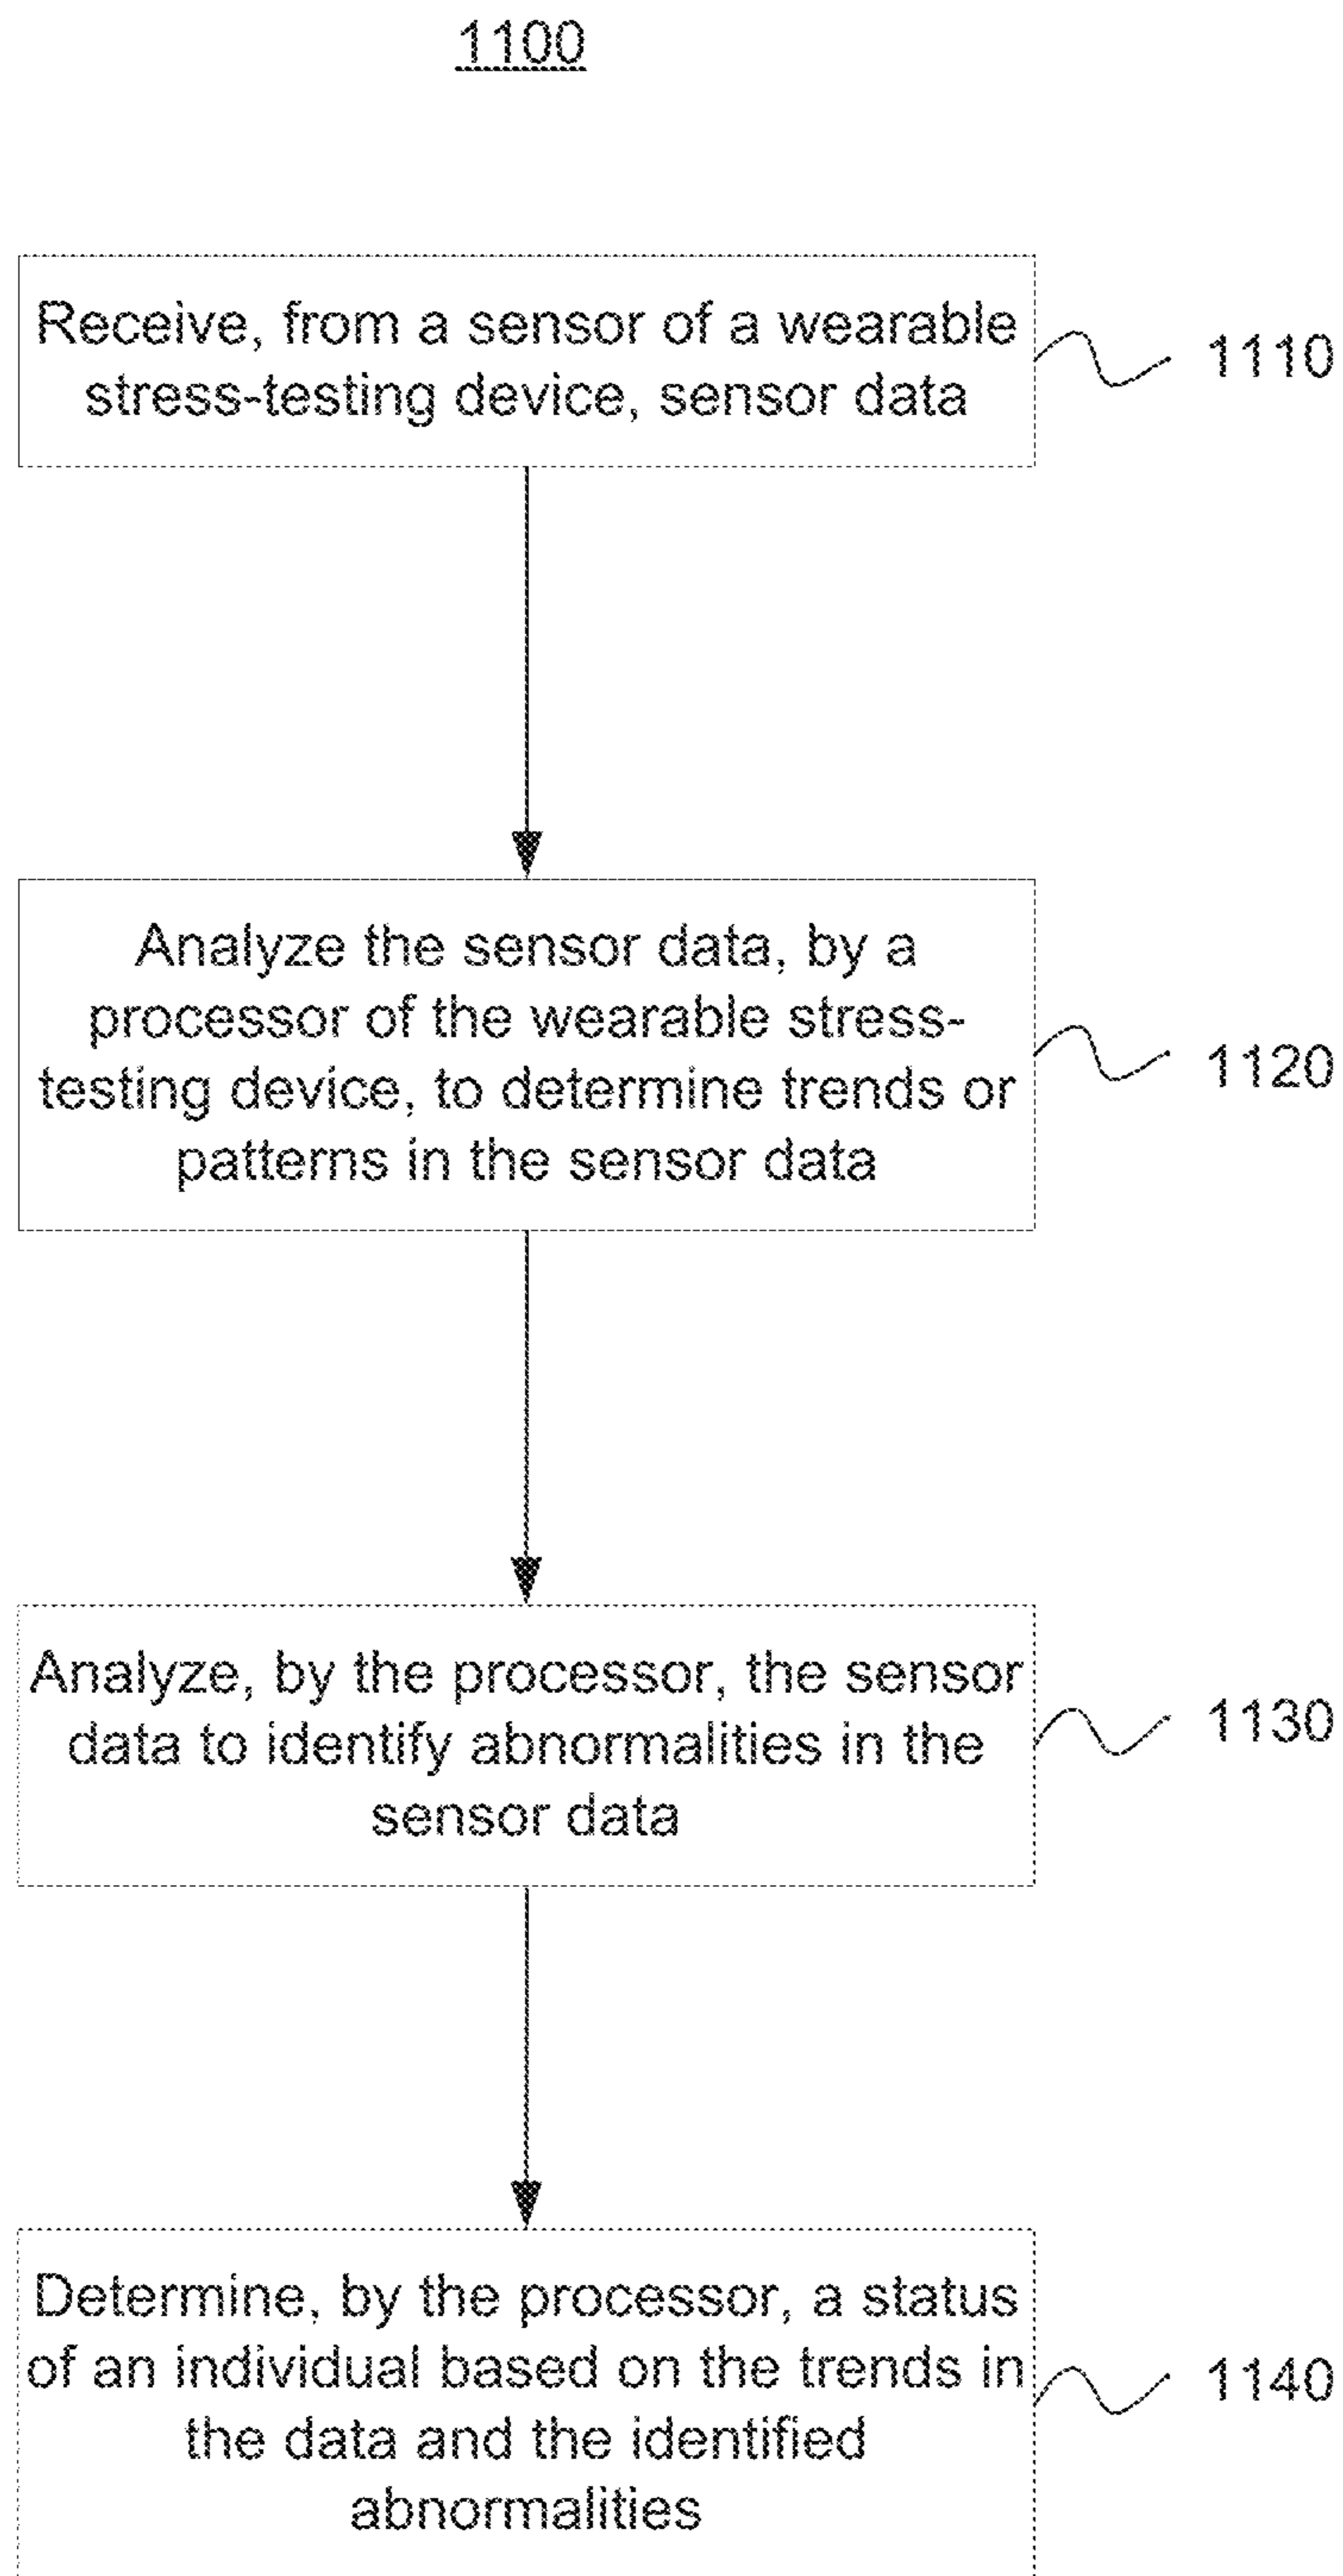 1100
Receive, from a sensor of a wearable
stress-testing device, sensor data
1110
Analyze the sensor data, by a
processor of the wearable stress-
testing device, to determine trends or
patterns in the sensor data
1120
Analyze, by the processor, the sensor
data to identify abnormalities in the
sensor data
1130
Determine, by the processor, a status
of an individual based on the trends in
the data and the identified
abnormalities
1140